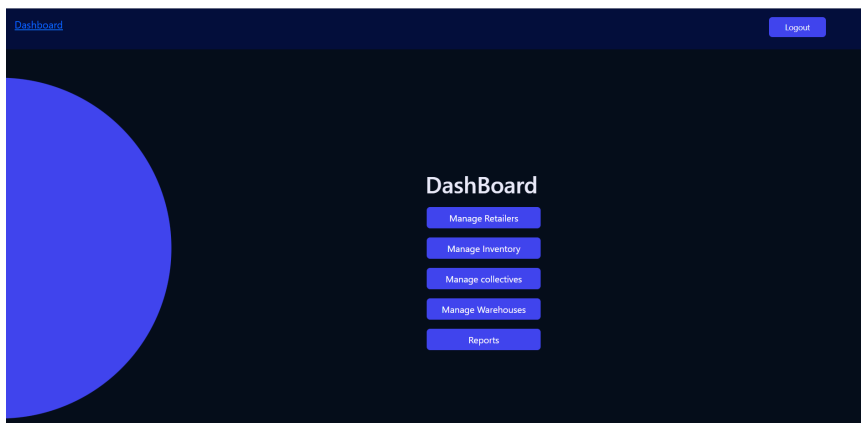 Dashboard
Logout
DashBoard
Manage Retailers
Manage Inventory
Manage collectives
Manage Warehouses
Reports